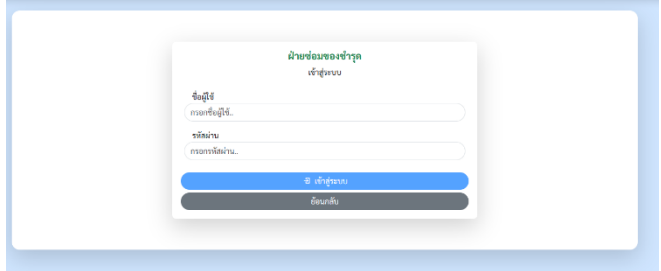 ฝ่ายซ่อมของชำรุด
เข้าสู่ระบบ
ชื่อผู้ใช้
กรอกชื่อผู้ใช้..
รหัสผ่าน
กรอกรหัสผ่าน..
เข้าสู่ระบบ
ย้อนกลับ